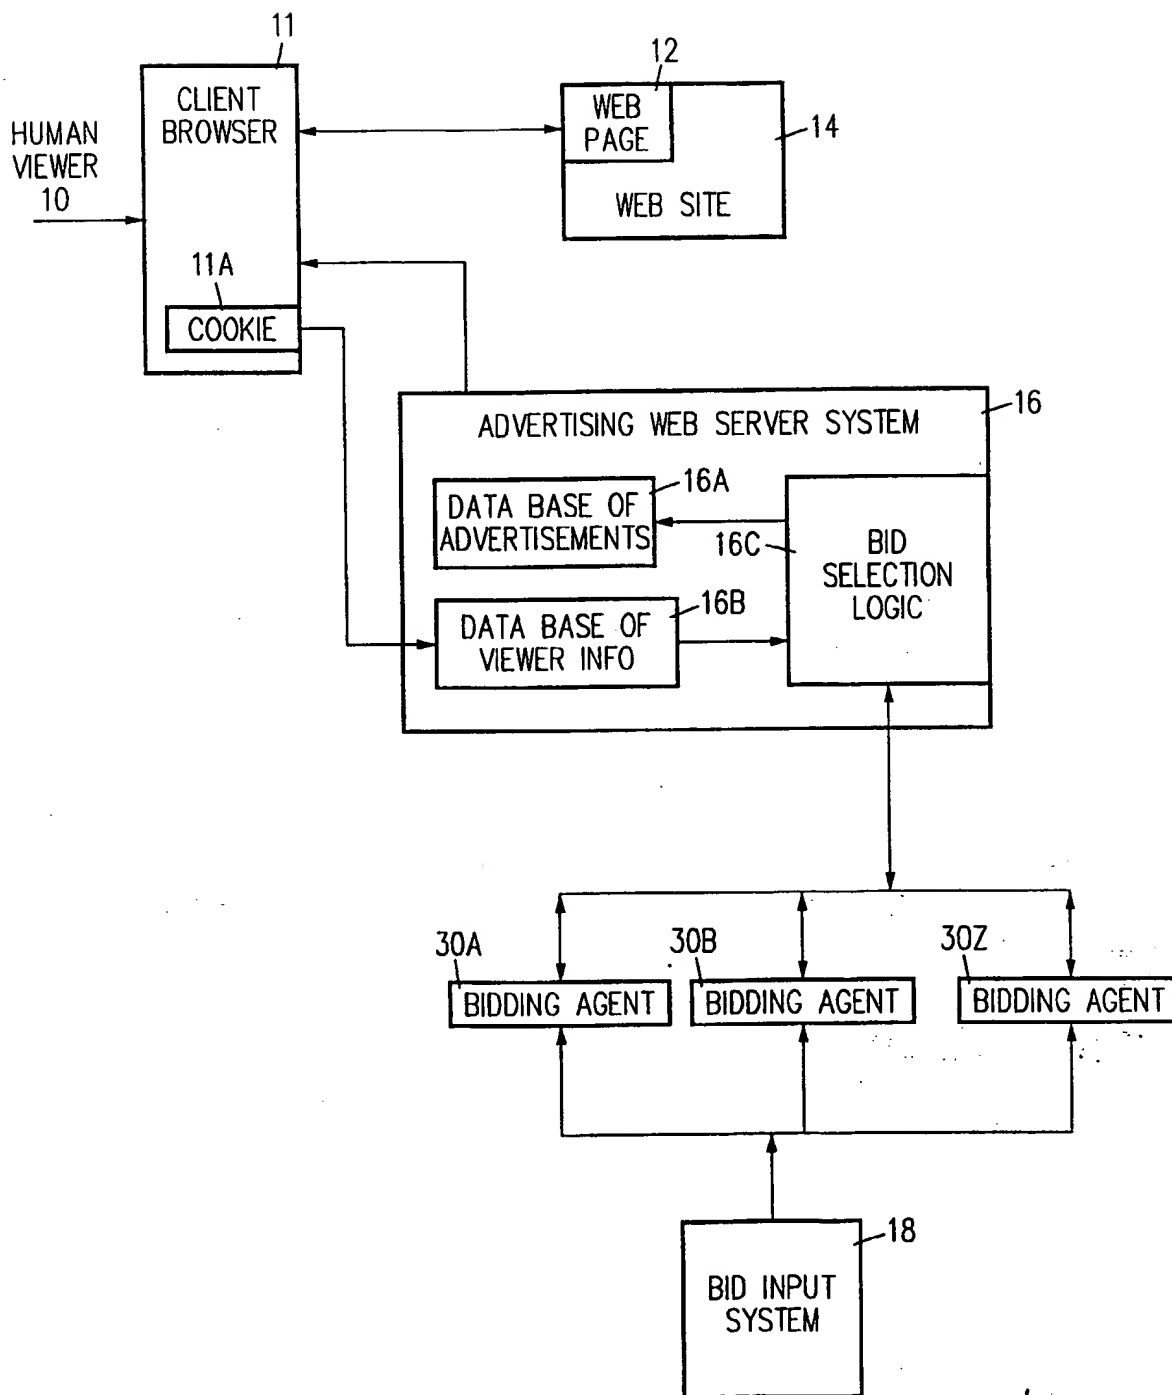 11
CLIENT
BROWSER
12
WEB
PAGE
14
WEB SITE
HUMAN
VIEWER
10
11A
COOKIE
16
ADVERTISING WEB SERVER SYSTEM
16A
DATA BASE OF
ADVERTISEMENTS
16C
BID
SELECTION
LOGIC
16B
DATA BASE OF
VIEWER INFO
30A
BIDDING AGENT
30B
BIDDING AGENT
30Z
BIDDING AGENT
18
BID INPUT
SYSTEM